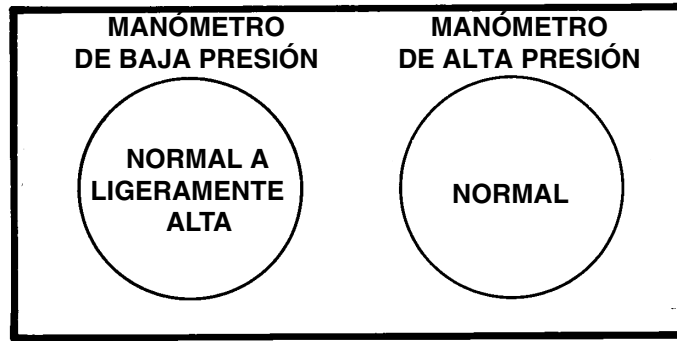 MANÓMETRO
DE BAJA PRESIÓN
MANÓMETRO
DE ALTA PRESIÓN
NORMAL A
LIGERAMENTE
ALTA
NORMAL